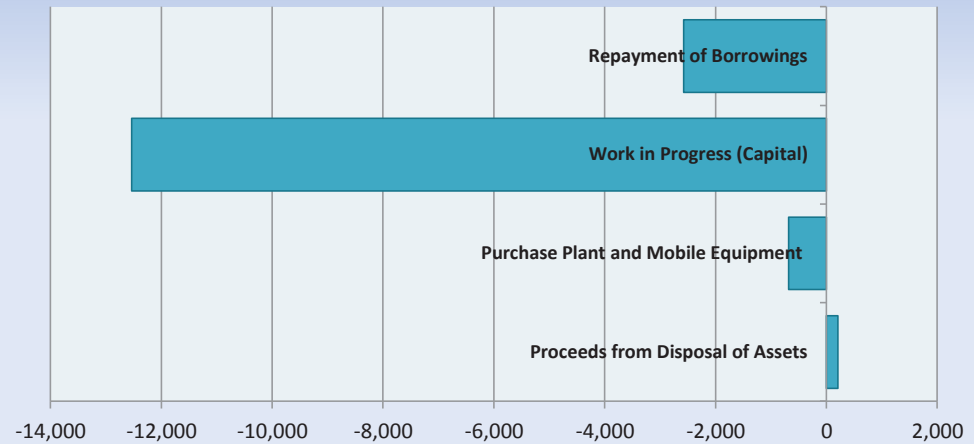 Repayment of Borrowings
Work in Progress (Capital)
Purchase Plant and Mobile Equipment
Proceeds from Disposal of Assets
-14,000 -12,000 -10,000 -8,000 -6,000 -4,000 -2,000 0 2,000